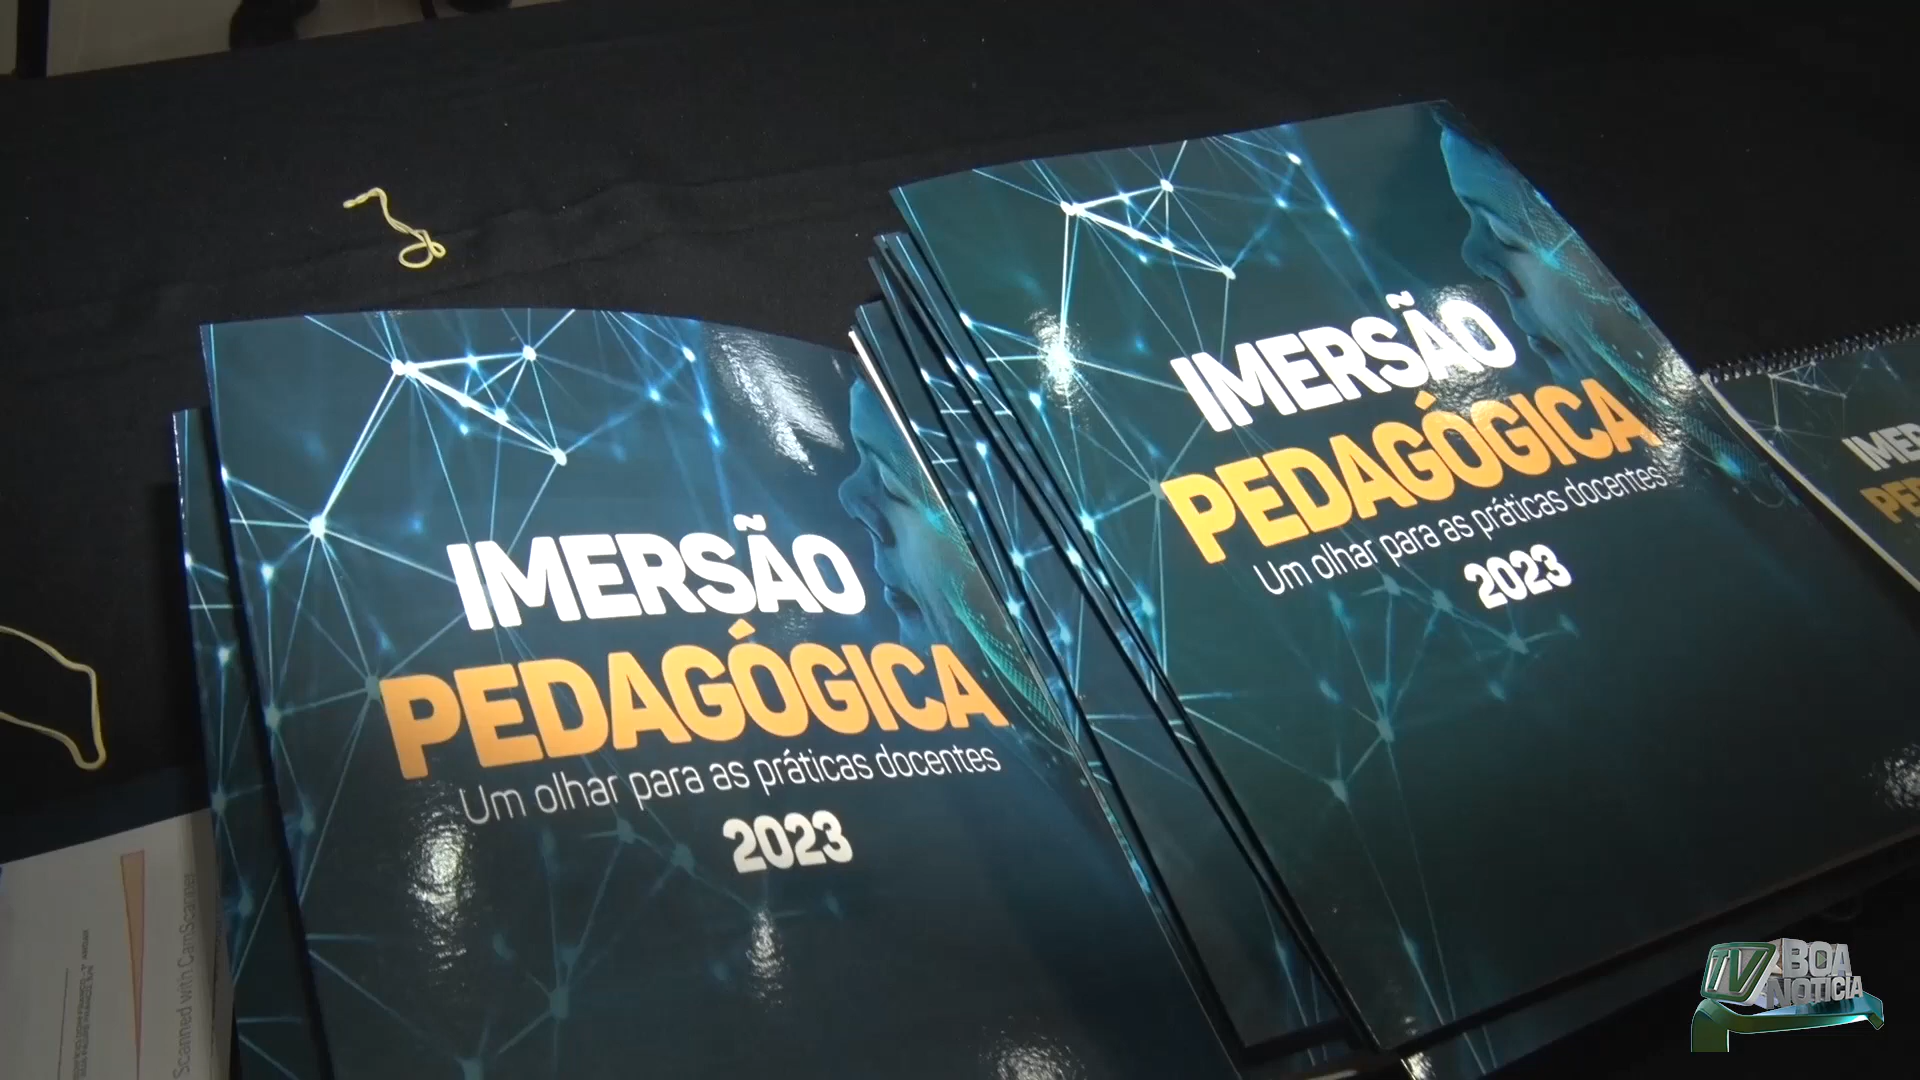 IMERSÃO
PEDAGÓGICA
Um olhar para as práticas docentes
2023
IMERSÃO
PEDAGÓGICA
Um olhar para as práticas docentes
2023
Scanned with CamScanner
TV BOA
NOTÍCIA